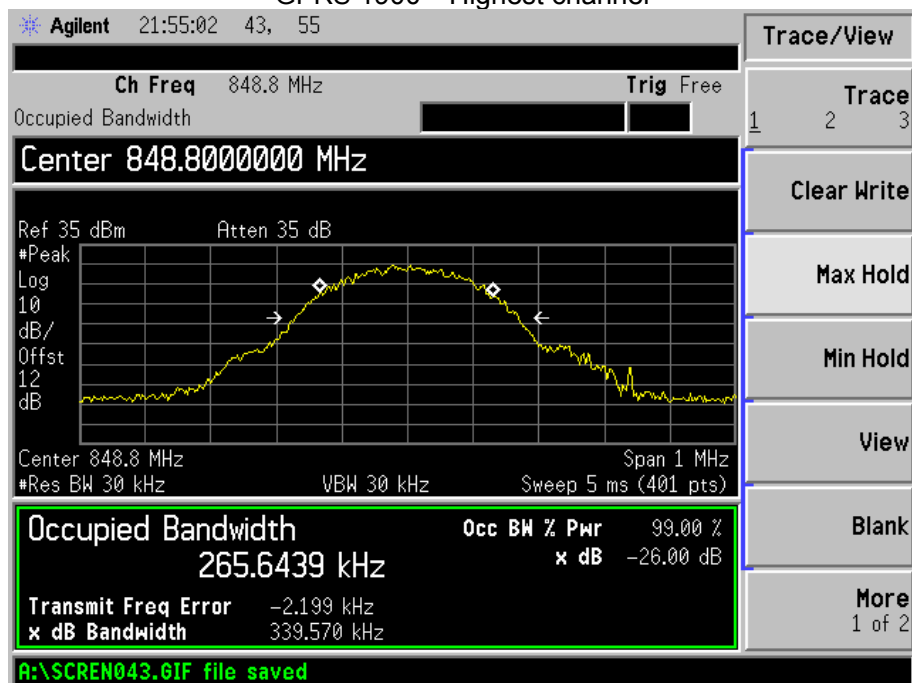 GPRS 1900 Highest channel
Agilent 21:55:02 43, 55
Trace/View
Ch Freq 848.8 MHz Trig Free
Occupied Bandwidth
Trace
1 2 3
Center 848.8000000 MHz
Clear Write
Ref 35 dBm Atten 35 dB
#Peak
Log
10
dB/
Offst
12
dB
Max Hold
Min Hold
View
Center 848.8 MHz Span 1 MHz
#Res BW 30 kHz VBW 30 kHz Sweep 5 ms (401 pts)
Occupied Bandwidth Occ BW % Pwr 99.00 %
265.6439 kHz x dB -26.00 dB
Blank
Transmit Freq Error -2.199 kHz
x dB Bandwidth 339.570 kHz
More
1 of 2
A:\SCREN043.GIF file saved